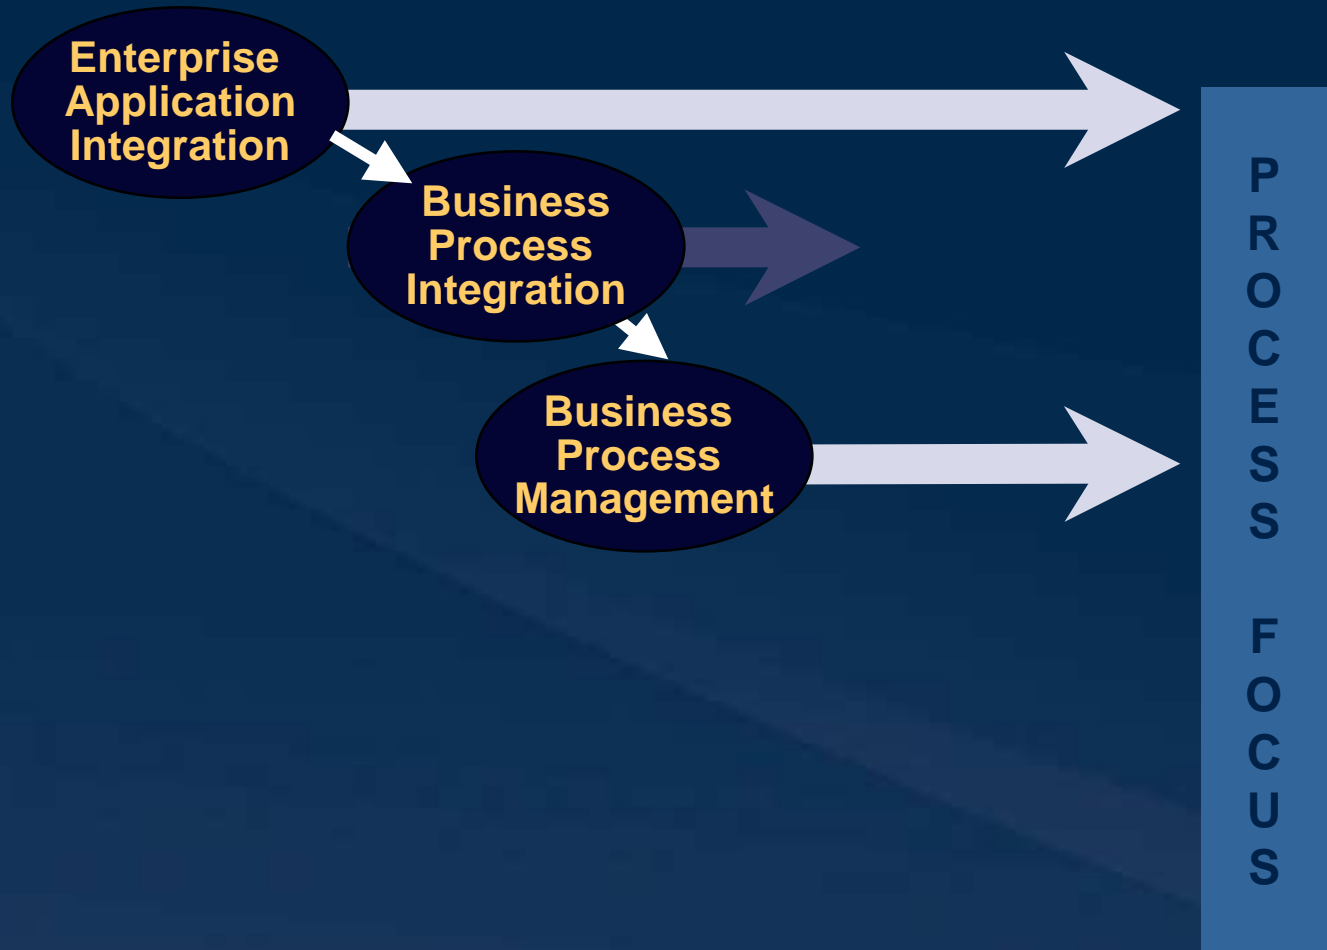 Enterprise
Application
Integration
Business
Process
Integration
Business
Process
Management
P
R
O
C
E
S
S
F
O
C
U
S